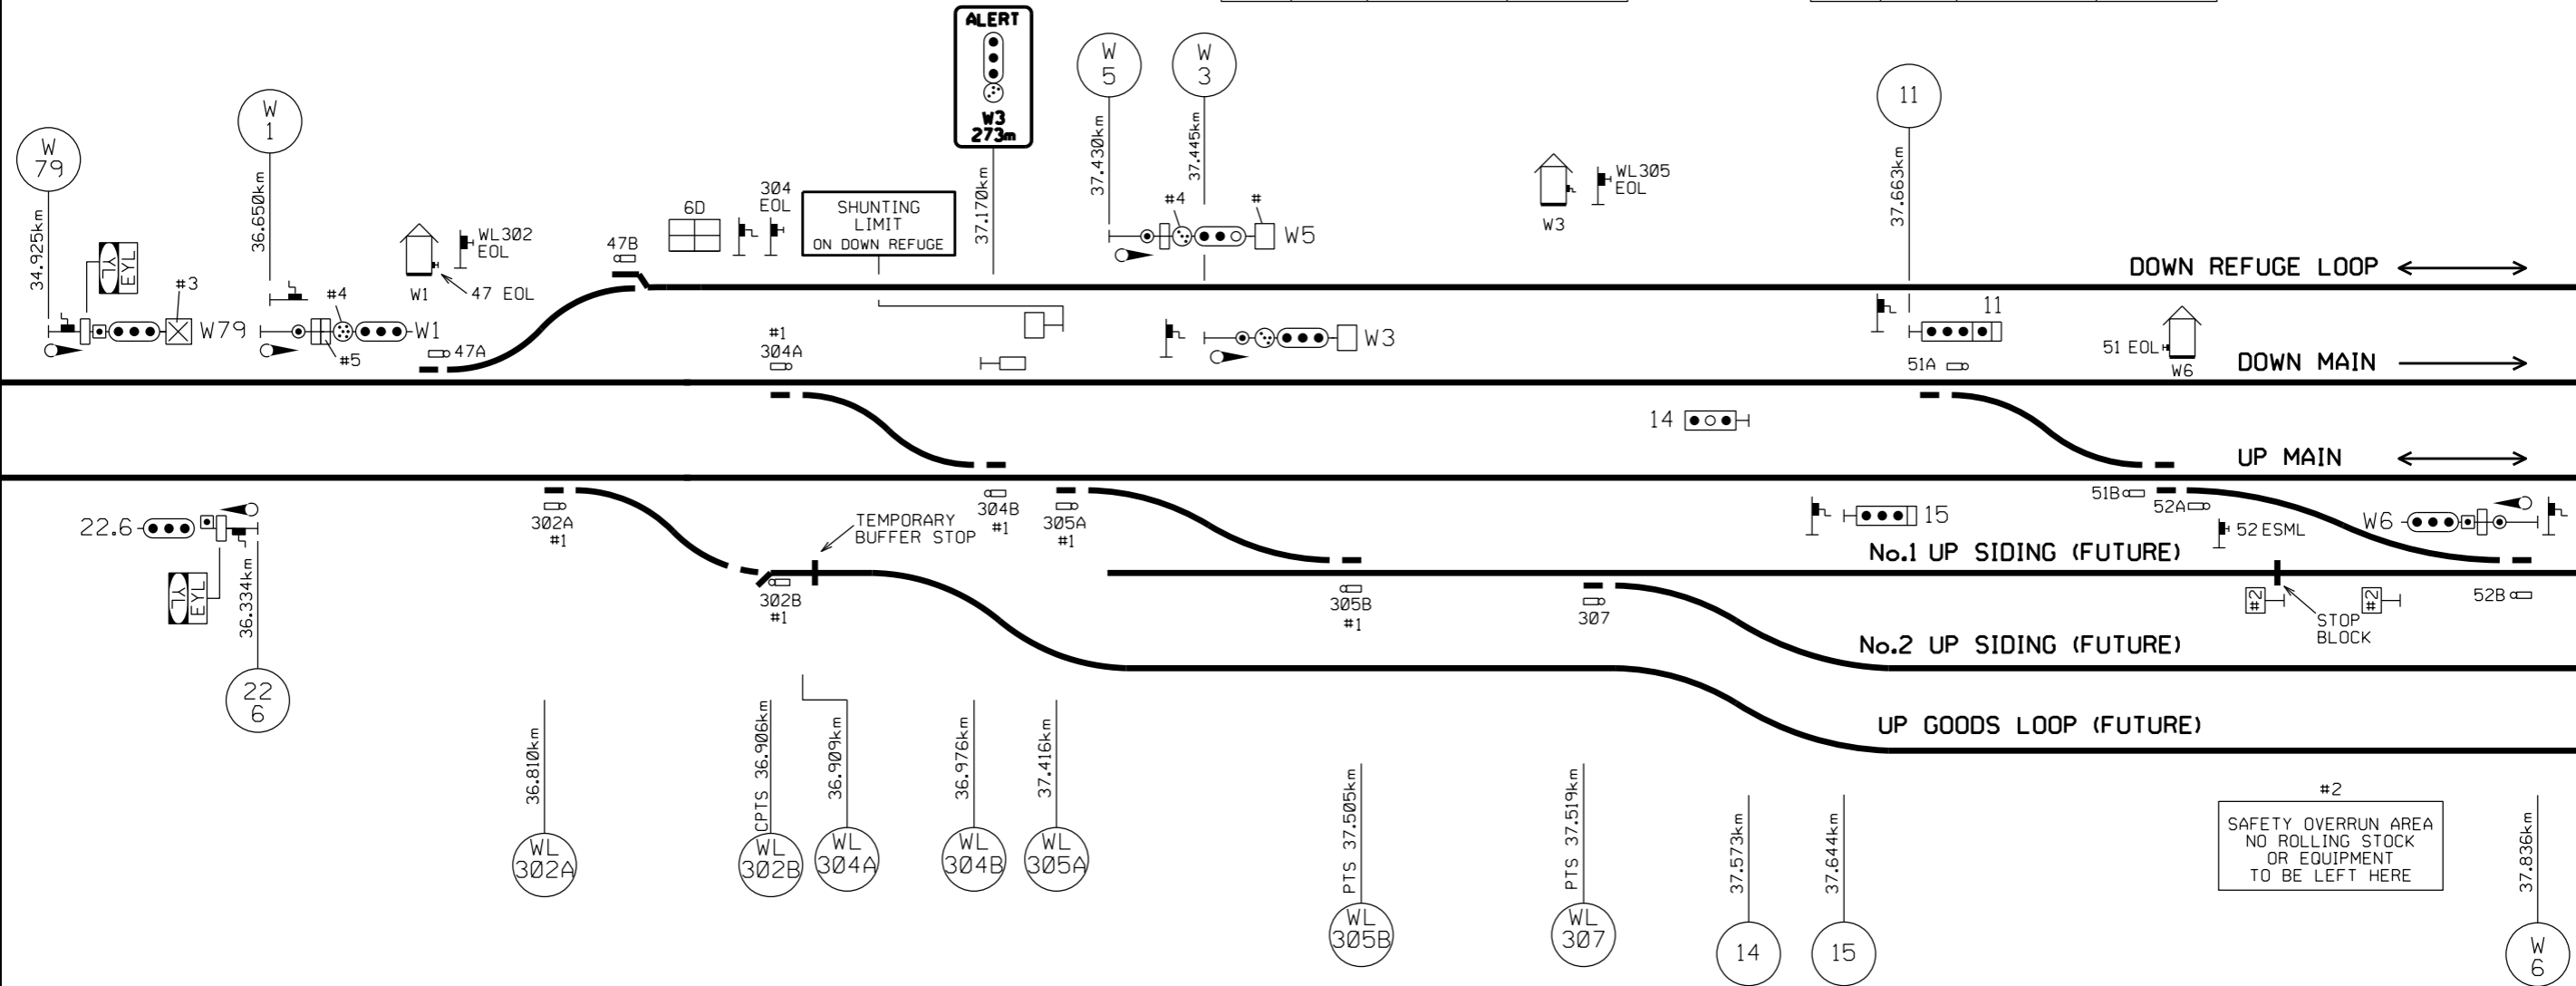 ALERT
W3
273m
W
79
34.925km
W
1
36.650km
37.170km
W
5
37.430km
W
3
37.445km
11
37.663km
YL
EYL
#3
W79
#4
#5
W1
W1
47 EOL
WL302
EOL
47A
47B
6D
304
EOL
SHUNTING
LIMIT
ON DOWN REFUGE
#4
#
W5
W3
WL305
EOL
W3
#1
304A
11
51A
51 EOL
W6
DOWN REFUGE LOOP
DOWN MAIN
14
UP MAIN
22.6
YL
EYL
36.334km
22
6
302A
#1
TEMPORARY
BUFFER STOP
304B
#1
305A
#1
302B
#1
305B
#1
307
15
51B
52A
52 ESML
W6
52B
No.1 UP SIDING (FUTURE)
#2
#2
STOP
BLOCK
No.2 UP SIDING (FUTURE)
UP GOODS LOOP (FUTURE)
36.810km
WL
302A
CPTS 36.906km
WL
302B
36.909km
WL
304A
36.976km
WL
304B
37.416km
WL
305A
PTS 37.505km
WL
305B
PTS 37.519km
WL
307
37.573km
14
37.644km
15
#2
SAFETY OVERRUN AREA
NO ROLLING STOCK
OR EQUIPMENT
TO BE LEFT HERE
37.836km
W
6